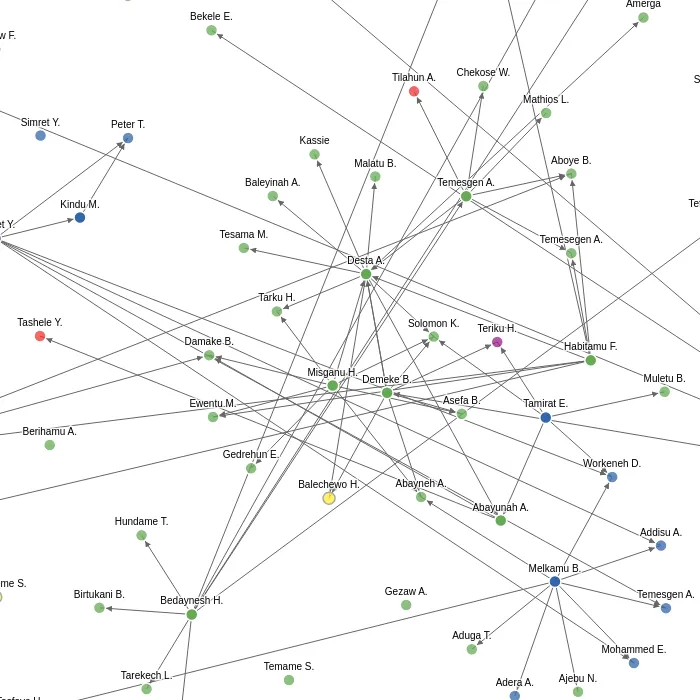 Amerga
Bekele E.
w F.
Chekose W.
Tilahun A.
Mathios L.
Simret Y.
Peter T.
Kassie
Malatu B.
Aboye B.
Baleyinah A.
Temesgen A.
Kindu M.
et Y.
Tesama M.
Temesegen A.
Desta A.
Tarku H.
Tashele Y.
Solomon K.
Teriku H.
Damake B.
Habitamu F.
Misganu H.
Demeke B.
Muletu B.
Ewentu M.
Asefa B.
Tamirat E.
Berihamu A.
Gedrehun E.
Workeneh D.
Balechewo H.
Abayneh A.
Abayunah A.
Hundame T.
Addisu A.
Melkamu B.
me S.
Birtukani B.
Bedaynesh H.
Gezaw A.
Temesgen A.
Aduga T.
Mohammed E.
Temame S.
Tarekech L.
Adera A.
Ajebu N.